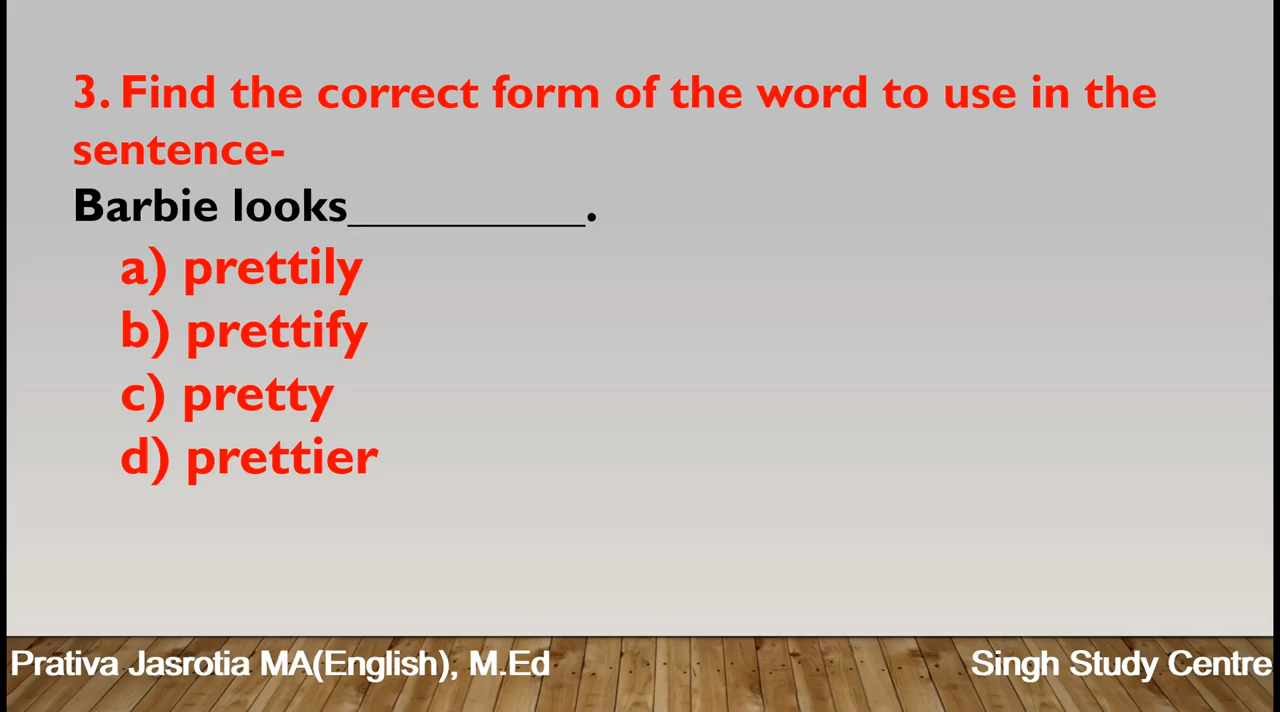 3. Find the correct form of the word to use in the
sentence-
Barbie looks__________.
a) prettily
b) prettify
c) pretty
d) prettier
Prativa Jasrotia MA(English), M.Ed
Singh Study Centre